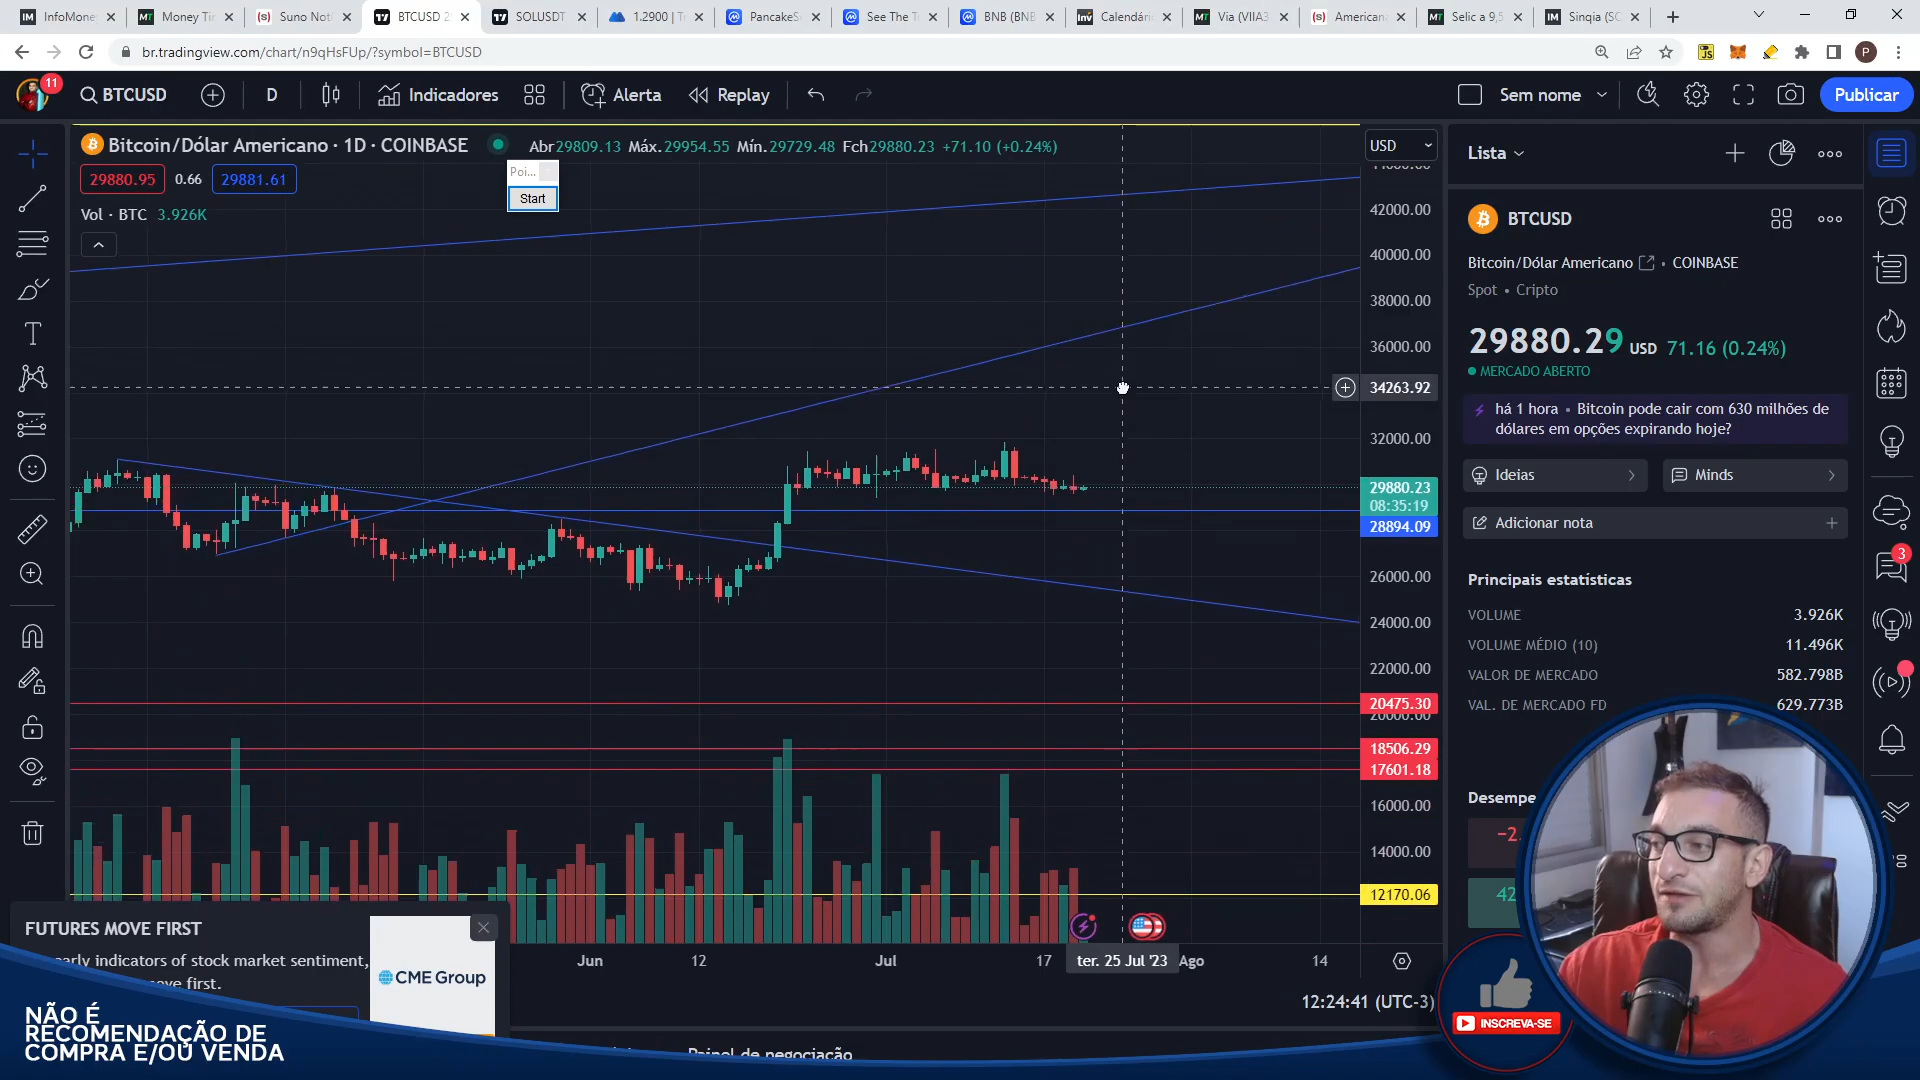 InfoMone
Money Ti
Suno Not
BTCUSD 2
SOLUSDT
1.2900 | T
PancakeS
See The T
BNB (BNB
Calendári
Via (VIIA3
American
Selic a 9,5
Sinqia (SC
br.tradingview.com/chart/n9qHsFUp/?symbol=BTCUSD
11
BTCUSD
D
Indicadores
Alerta
Replay
Sem nome
Publicar
Bitcoin/Dólar Americano · 1D · COINBASE
Abr29809.13 Máx.29954.55 Mín.29729.48 Fch29880.23 +71.10 (+0.24%)
USD
29880.95 0.66 29881.61
Poi...
Start
Vol · BTC 3.926K
42000.00
40000.00
38000.00
36000.00
34263.92
32000.00
29880.23
08:35:19
28894.09
26000.00
24000.00
22000.00
20475.30
20000.00
18506.29
17601.18
16000.00
14000.00
12170.06
Jun
12
Jul
17
ter. 25 Jul '23
Ago
14
12:24:41 (UTC-3)
Painel de negociação
Lista
BTCUSD
Bitcoin/Dólar Americano • COINBASE
Spot • Cripto
29880.29 USD 71.16 (0.24%)
MERCADO ABERTO
há 1 hora • Bitcoin pode cair com 630 milhões de
dólares em opções expirando hoje?
Ideias
Minds
Adicionar nota
3
Principais estatísticas
VOLUME 3.926K
VOLUME MÉDIO (10) 11.496K
VALOR DE MERCADO 582.798B
VAL. DE MERCADO FD 629.773B
Desempe
−2.
42
FUTURES MOVE FIRST
early indicators of stock market sentiment,
ove first.
CME Group
NÃO É
RECOMENDAÇÃO DE
COMPRA E/OU VENDA
INSCREVA-SE